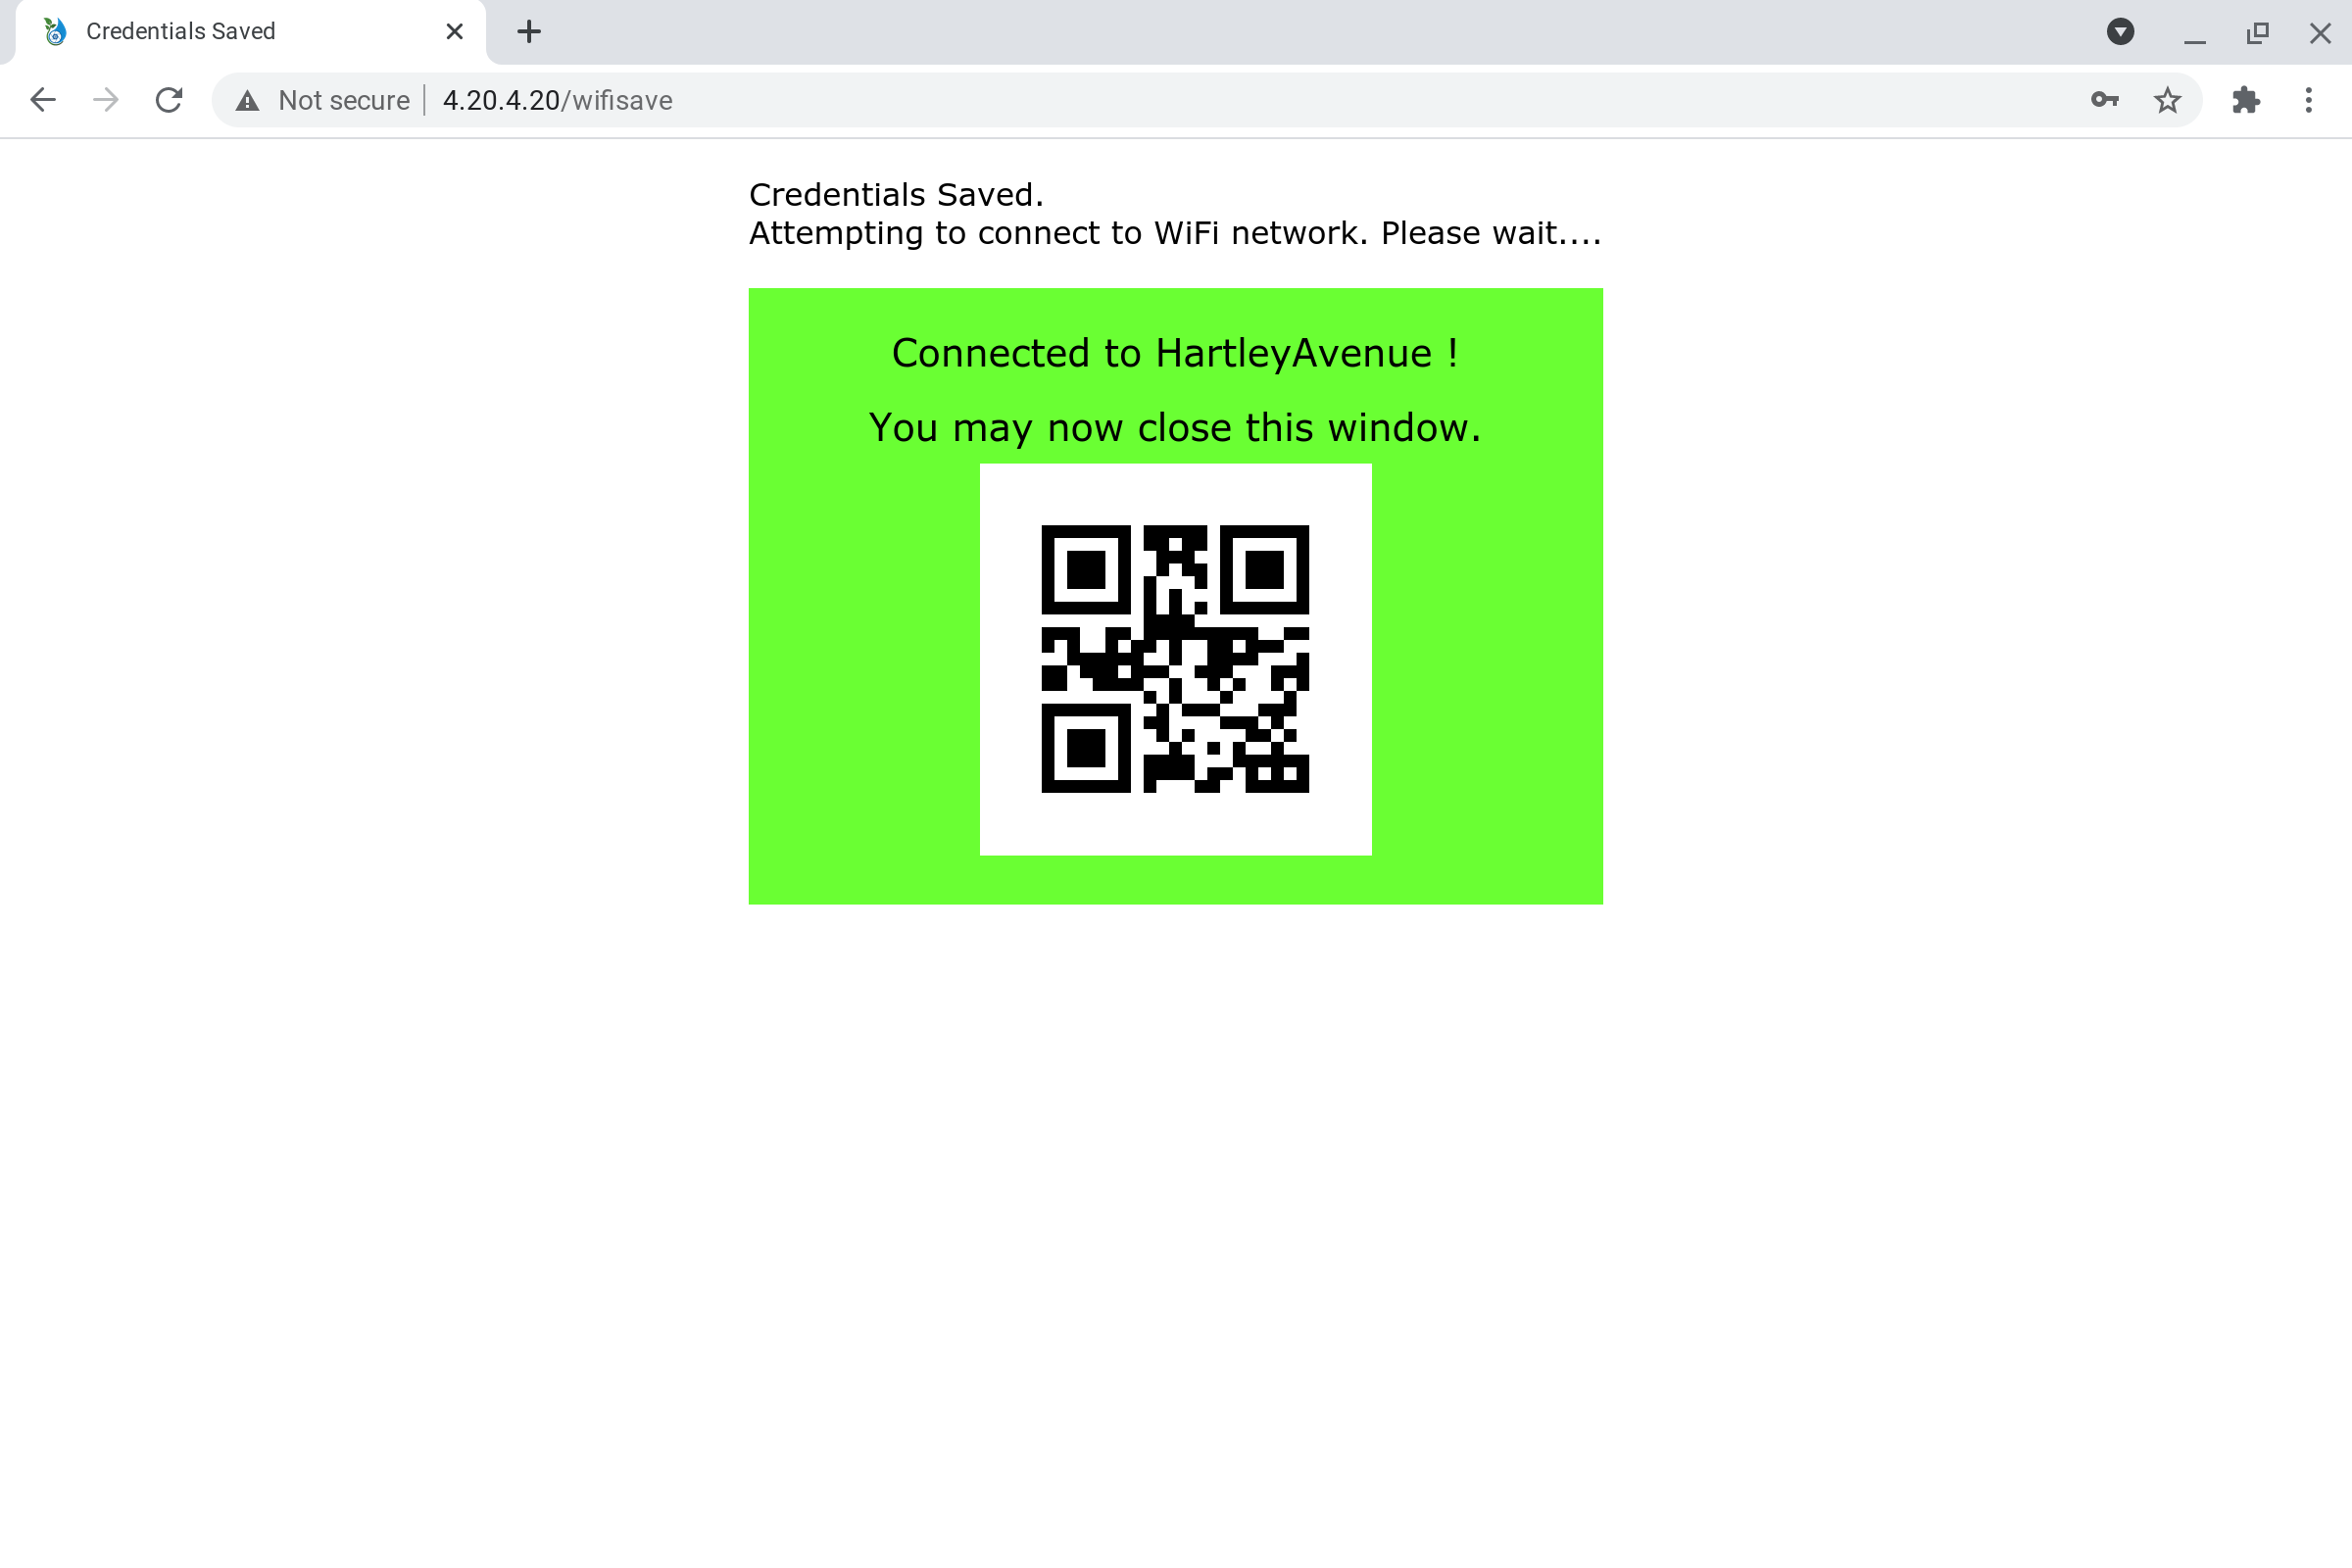 Credentials Saved
Not secure
4.20.4.20/wifisave
Credentials Saved.
Attempting to connect to WiFi network. Please wait....
Connected to HartleyAvenue !
You may now close this window.